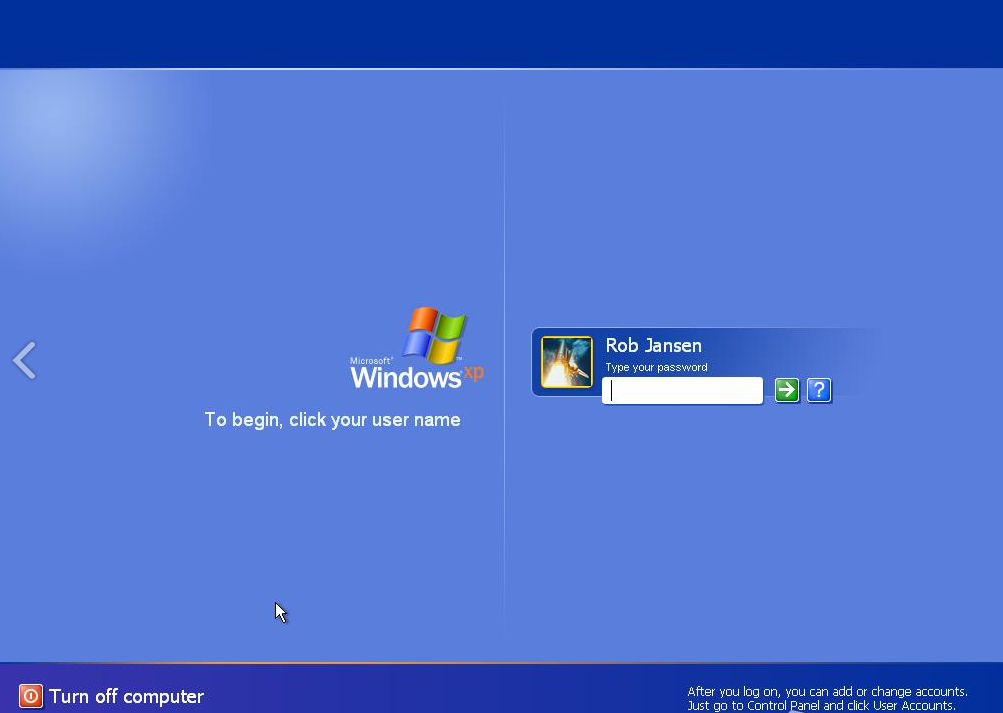 Microsoft®
Windows xp™
To begin, click your user name
Rob Jansen
Type your password
?
Turn off computer
After you log on, you can add or change accounts.
Just go to Control Panel and click User Accounts.